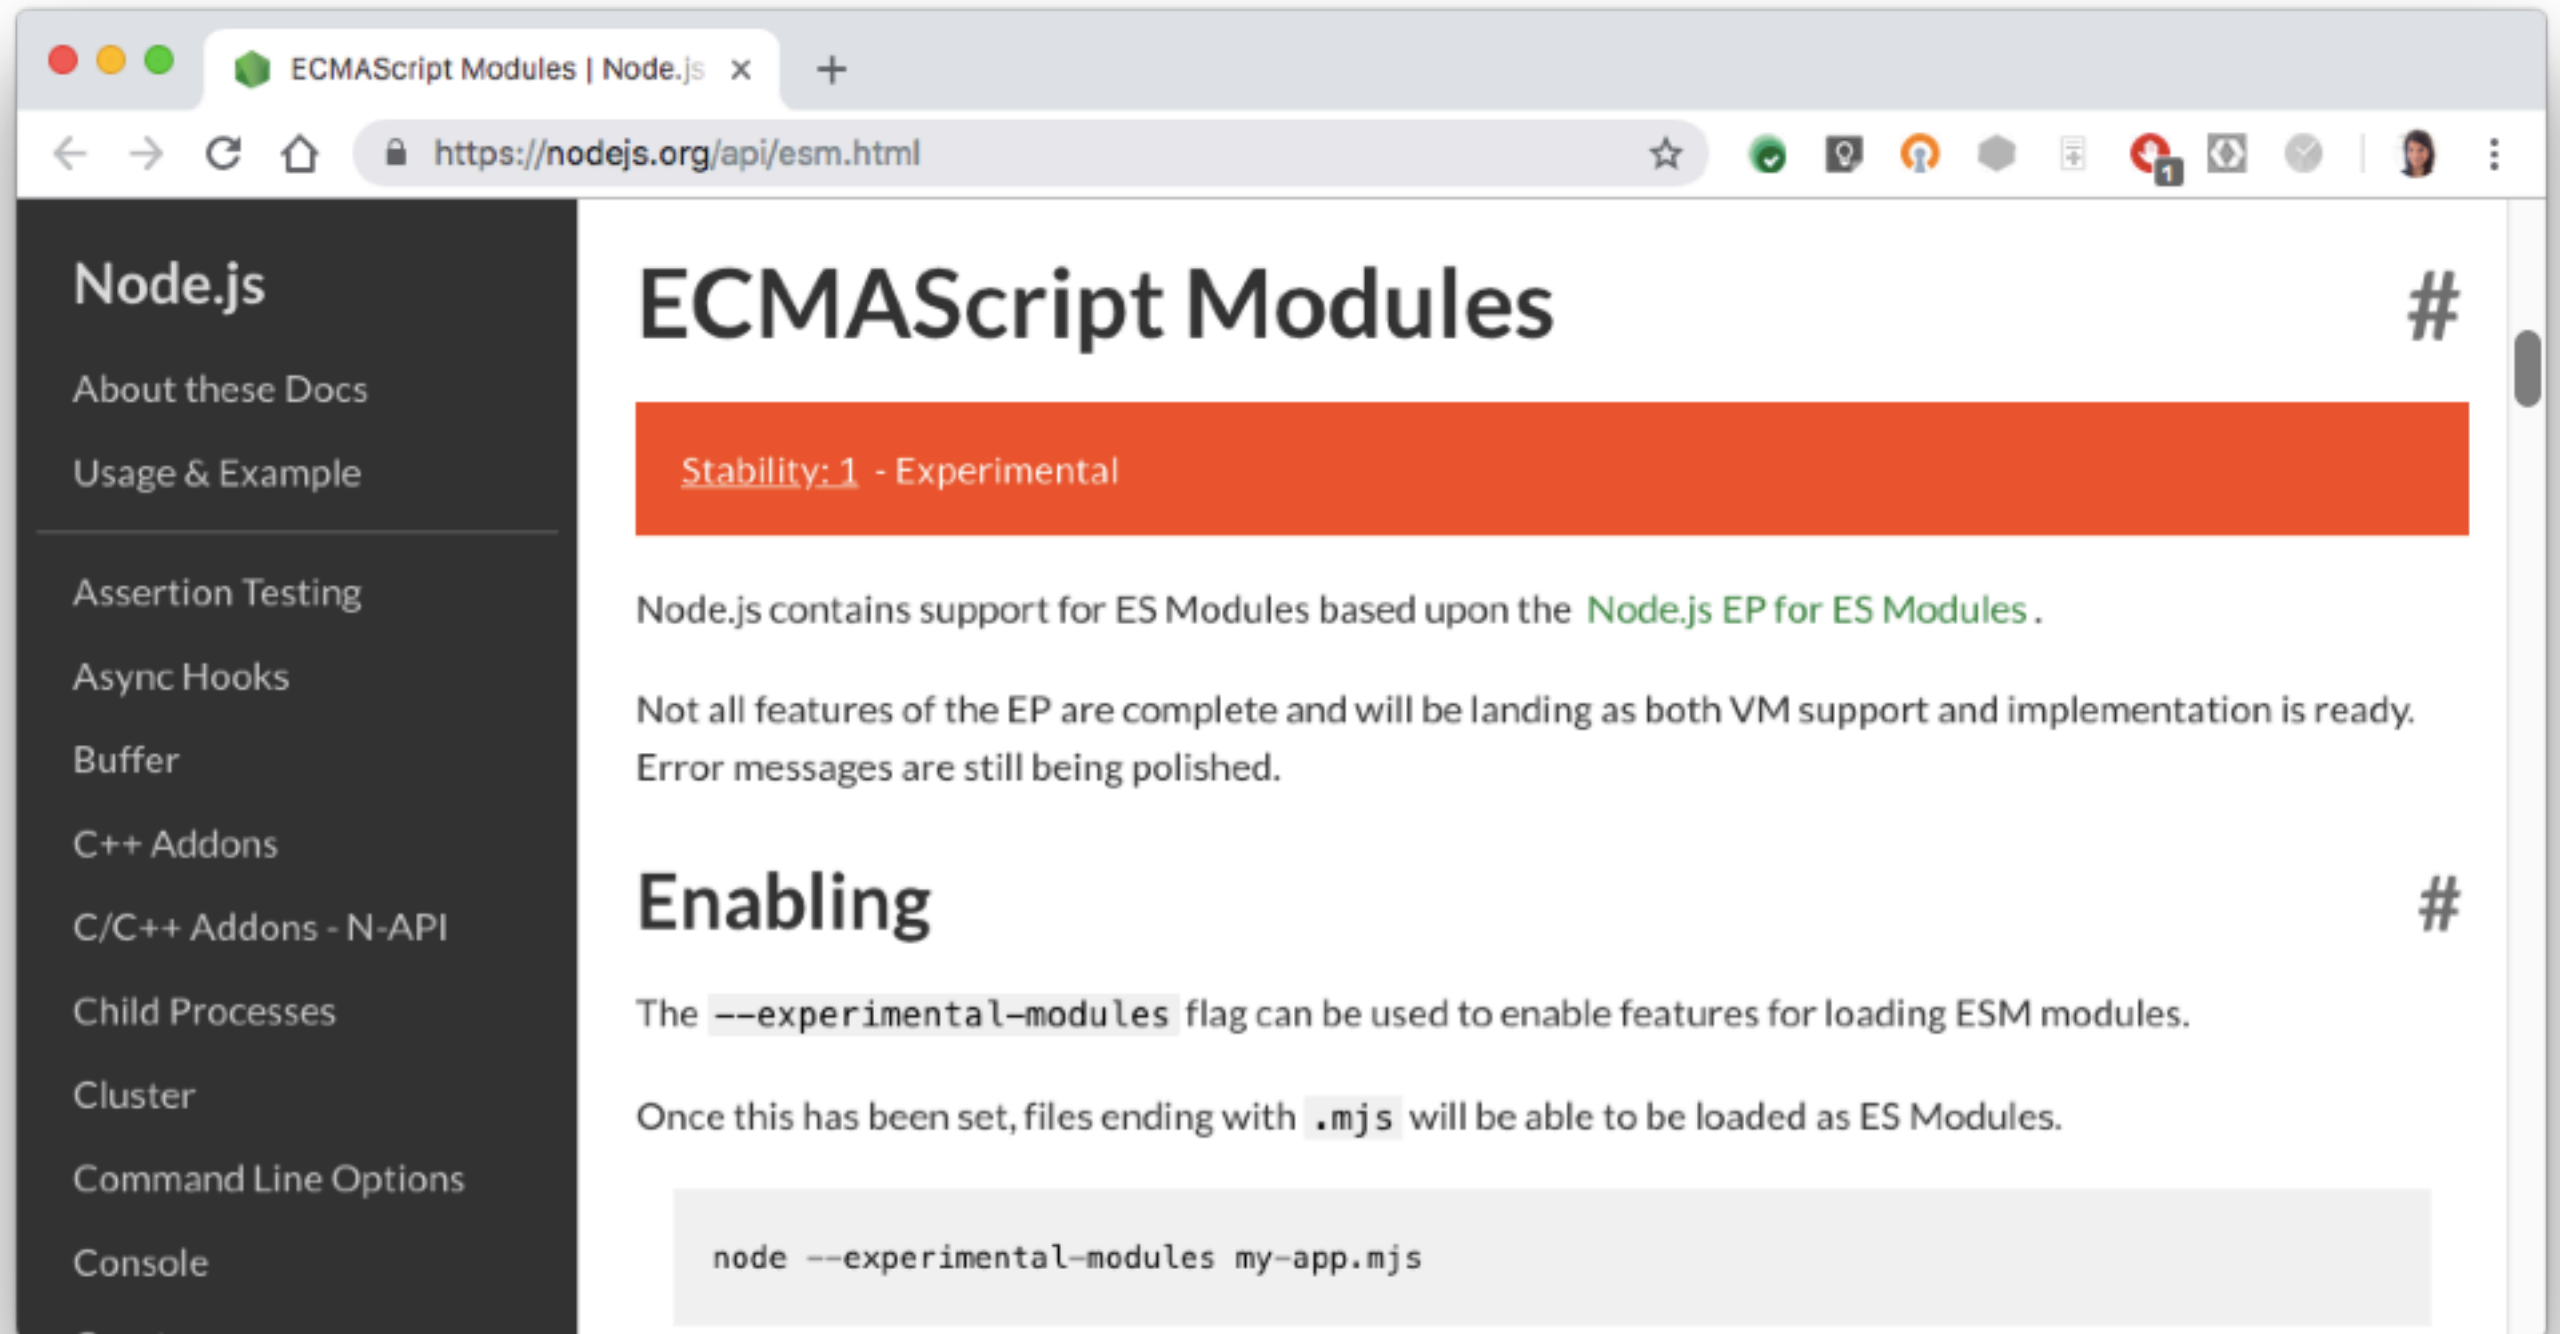 ECMAScript Modules | Node.js
https://nodejs.org/api/esm.html
1
Node.js
About these Docs
Usage & Example
Assertion Testing
Async Hooks
Buffer
C++ Addons
C/C++ Addons - N-API
Child Processes
Cluster
Command Line Options
Console
ECMAScript Modules #
Stability: 1 - Experimental
Node.js contains support for ES Modules based upon the Node.js EP for ES Modules.
Not all features of the EP are complete and will be landing as both VM support and implementation is ready.
Error messages are still being polished.
Enabling #
The --experimental-modules flag can be used to enable features for loading ESM modules.
Once this has been set, files ending with .mjs will be able to be loaded as ES Modules.
node --experimental-modules my-app.mjs